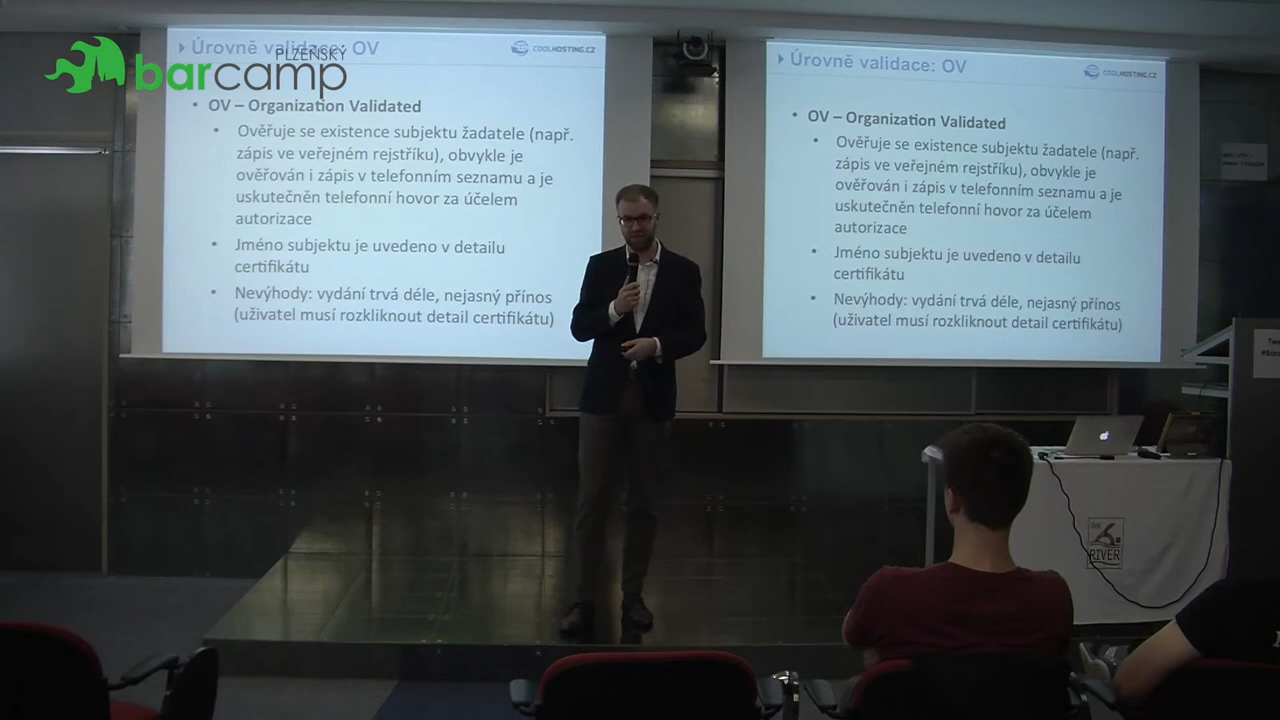 PLZEŇSKÝ
barcamp
Úrovně validace: OV
COOLHOSTING.CZ
• OV – Organization Validated
• Ověřuje se existence subjektu žadatele (např.
zápis ve veřejném rejstříku), obvykle je
ověřován i zápis v telefonním seznamu a je
uskutečněn telefonní hovor za účelem
autorizace
• Jméno subjektu je uvedeno v detailu
certifikátu
• Nevýhody: vydání trvá déle, nejasný přínos
(uživatel musí rozkliknout detail certifikátu)
Úrovně validace: OV
COOLHOSTING.CZ
• OV – Organization Validated
• Ověřuje se existence subjektu žadatele (např.
zápis ve veřejném rejstříku), obvykle je
ověřován i zápis v telefonním seznamu a je
uskutečněn telefonní hovor za účelem
autorizace
• Jméno subjektu je uvedeno v detailu
certifikátu
• Nevýhody: vydání trvá déle, nejasný přínos
(uživatel musí rozkliknout detail certifikátu)
THE
RIVER